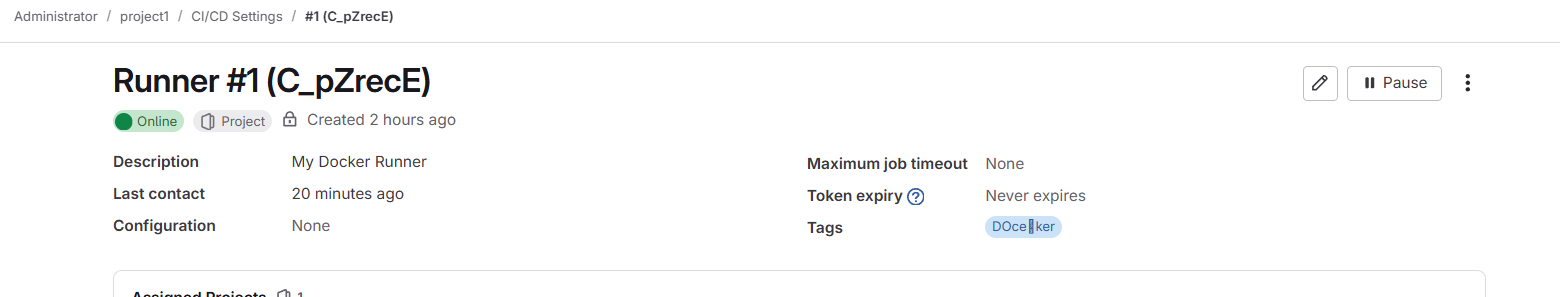 Administrator / project1 / CI/CD Settings / #1 (C_pZrecE)
Runner #1 (C_pZrecE)
Pause
Online Project Created 2 hours ago
Description My Docker Runner
Last contact 20 minutes ago
Configuration None
Maximum job timeout None
Token expiry Never expires
Tags DOceker
Assigned Projects 1